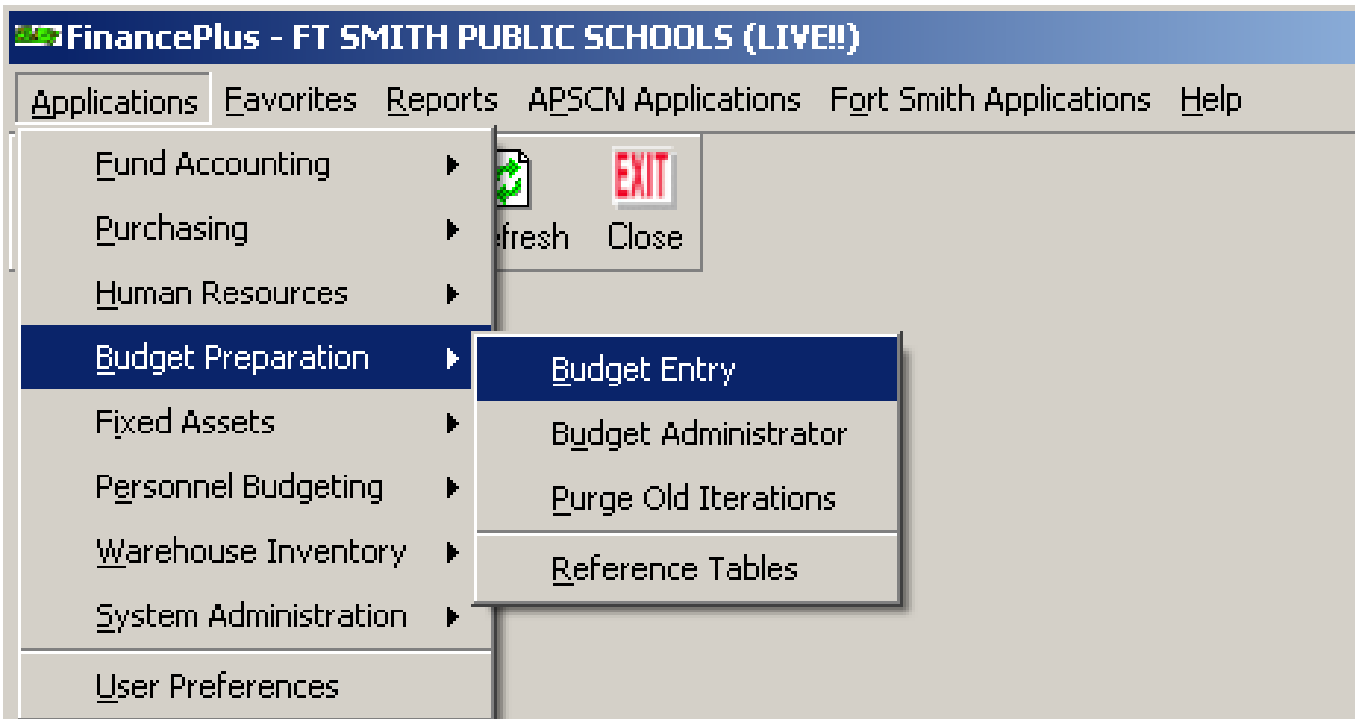 FinancePlus - FT SMITH PUBLIC SCHOOLS (LIVE!!)
Applications Favorites Reports APSCN Applications Fort Smith Applications Help
EXIT
fresh Close
Fund Accounting
Purchasing
Human Resources
Budget Preparation
Fixed Assets
Personnel Budgeting
Warehouse Inventory
System Administration
User Preferences
Budget Entry
Budget Administrator
Purge Old Iterations
Reference Tables